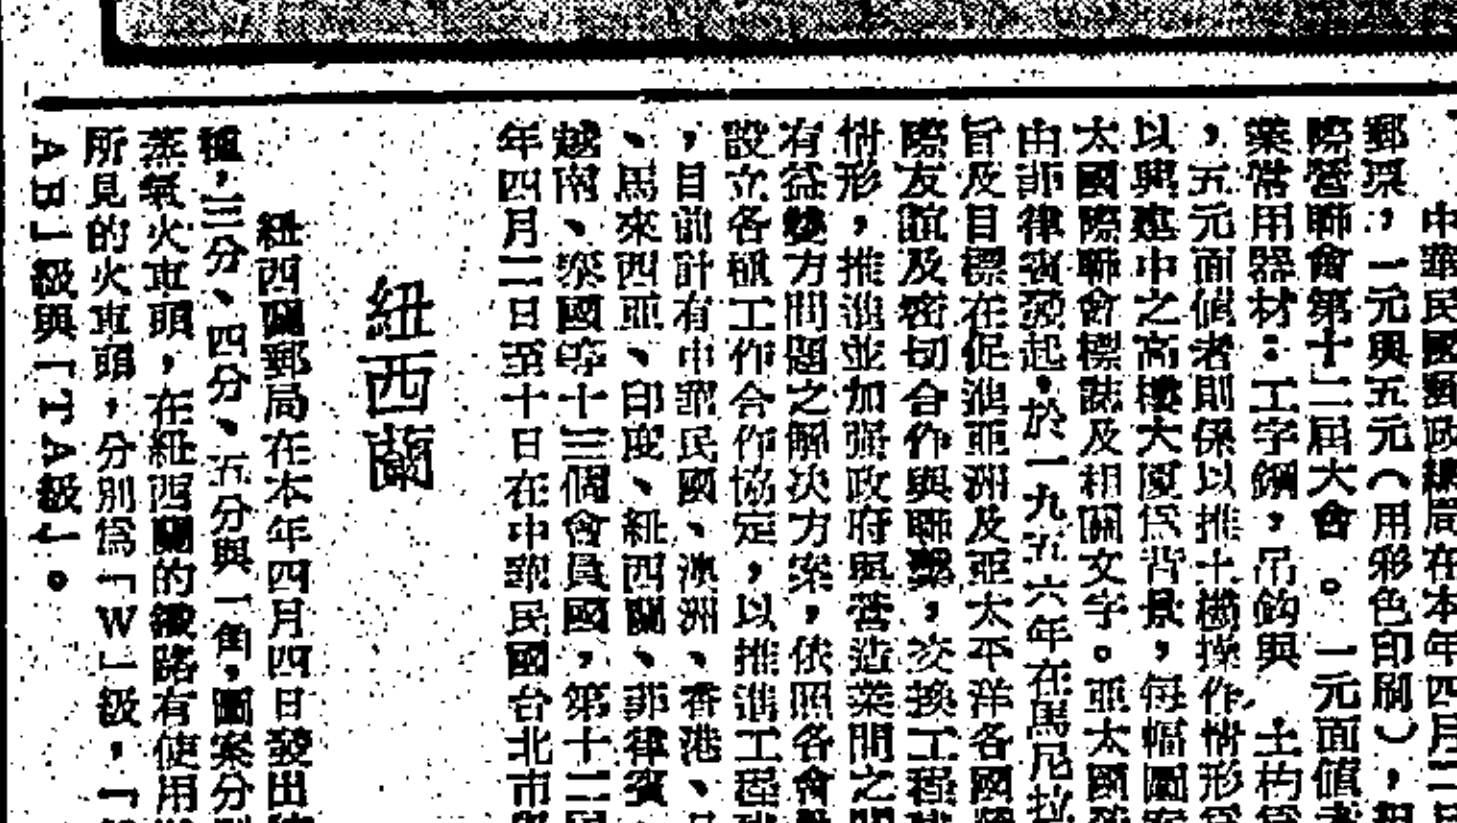 中華民國郵政總局在本年四月二
郵票,一元與五元(用彩色印刷),
際營聯會第十二屆大會。一元面值
業常用器材:工字鋼,吊鈎與
,五元面值者則係以推土機操作情形
以興建中之高樓大廈爲背景,每幅圖
太國際聯會標誌及相關文字。亞太國
由菲律賓發起,於一九五六年在馬尼拉
旨及目標在促進亞洲及亞太平洋各國
際友誼及密切合作與聯繫,交換工程
情形,推進並加强政府與營造業間之
有益雙方問題之解決方案,依照各會
設立各種工作合作協定,以推進工程
,目前計有中華民國、澳洲、香港、
、馬來西亞、印度、紐西蘭、菲律賓
越南、泰國等十三個會員國,第十二屆
年四月二日至十日在中華民國台北市
紐西蘭
紐西蘭郵局在本年四月四日發出
種,三分、四分、五分與一角,圖案分
蒸氣火車頭,在紐西蘭的鐵路有使用
所見的火車頭,分別爲「W」級,「
AB」級與「TA級」。